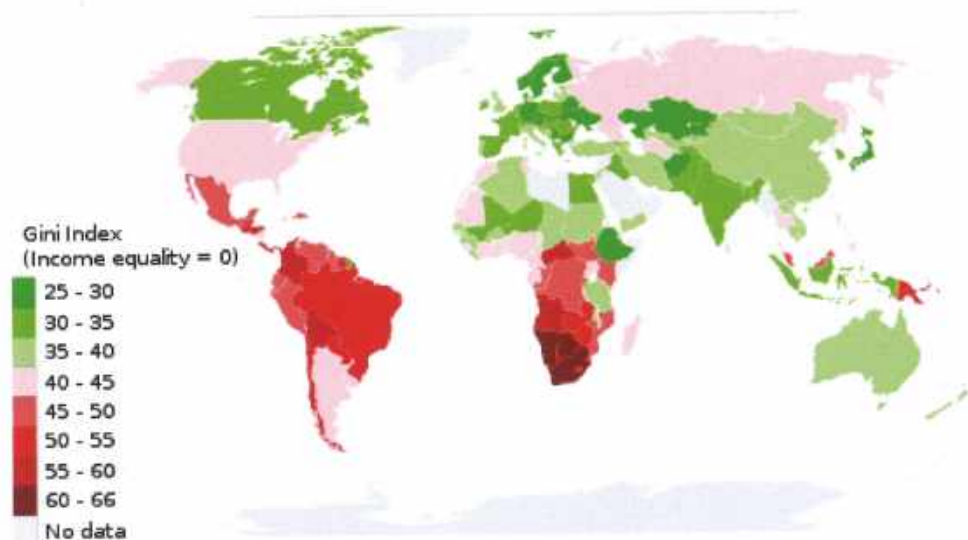 Gini Index
(Income equality = 0)
25 - 30
30 - 35
35 - 40
40 - 45
45 - 50
50 - 55
55 - 60
60 - 66
No data